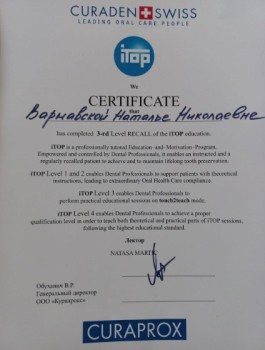 CURADEN SWISS
LEADING ORAL CARE PEOPLE
iTOP
We
CERTIFICATE
that
Варнавской Наталье Николаевне
has completed 3-rd Level RECALL of the iTOP education.
iTOP is a professionally tutorial Education -and- Motivation- Program.
Empowered and controlled by Dental Professionals, it enables an instructed and a
regularly recalled patient to achieve and to maintain lifelong tooth preservation.
iTOP Level 1 and 2 enables Dental Professionals to support patients with theoretical
instructions, leading to extraordinary Oral Health Care compliance.
iTOP Level 3 enables Dental Professionals to
perform practical educational sessions on touch2teach mode.
iTOP Level 4 enables Dental Professionals to achieve a proper
qualification level in order to teach both theoretical and practical parts of iTOP sessions,
following the highest educational standard.
Лектор
NATASA
Обухович В.Р.
Генеральный директор
ООО «Курапрокс»
CURAPROX